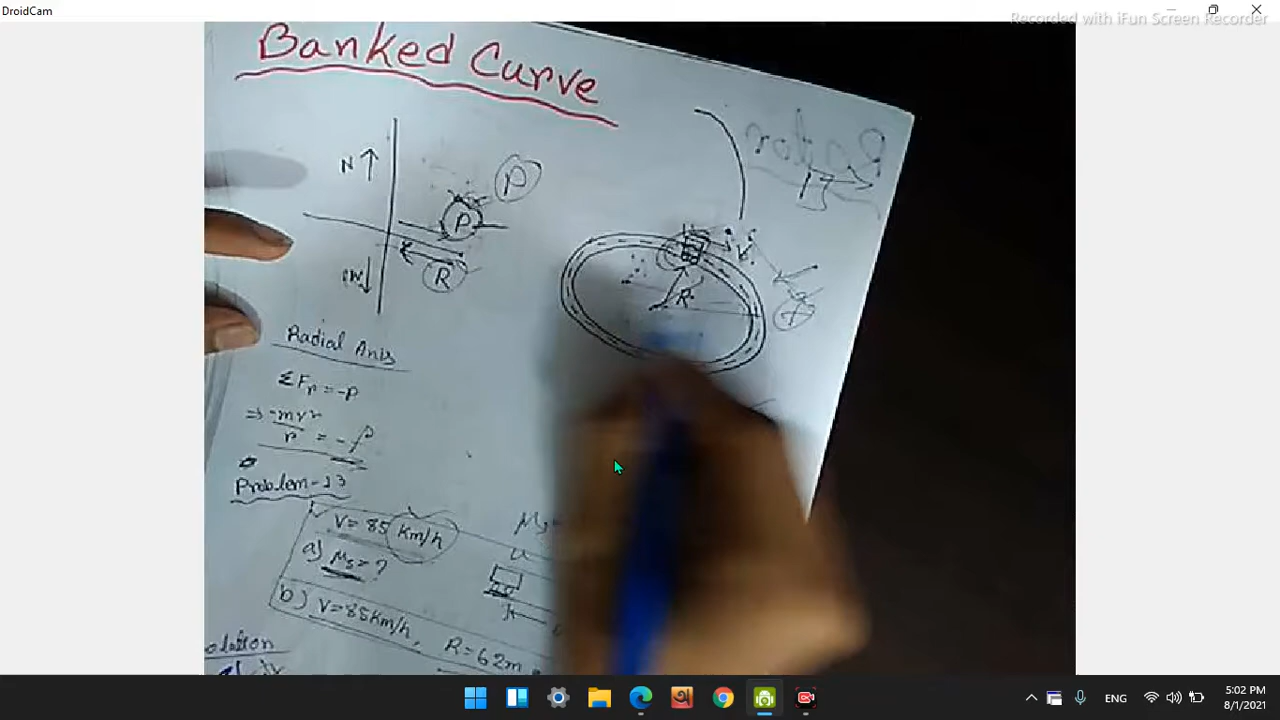 DroidCam
Recorded with iFun Screen Recorder
Banked Curve
N
P
P
R
V
R
Radial Axis
ΣFr = -P
⇒ -mv²
r = -f
Problem-13
V = 85 km/h
a) μs = ?
b) V = 85 km/h, R = 62m
olution
ENG
5:02 PM
8/1/2021